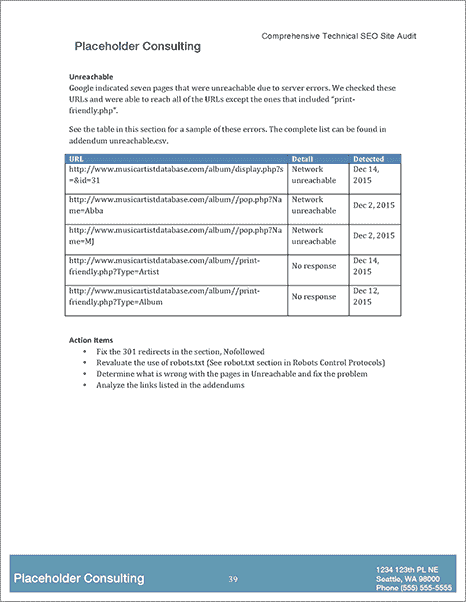 Comprehensive Technical SEO Site Audit
Placeholder Consulting
Unreachable
Google indicated seven pages that were unreachable due to server errors. We checked these
URLs and were able to reach all of the URLs except the ones that included "print-
friendly.php".
See the table in this section for a sample of these errors. The complete list can be found in
addendum unreachable.csv.
URL Detail Detected
http://www.musicartistdatabase.com/album/display.php?s Network Dec 14,
=&id=31 unreachable 2015
http://www.musicartistdatabase.com/album//pop.php?Na Network Dec 2, 2015
me=Abba unreachable
http://www.musicartistdatabase.com/album//pop.php?Na Network Dec 2, 2015
me=MJ unreachable
http://www.musicartistdatabase.com/album//print- No response Dec 14,
friendly.php?Type=Artist 2015
http://www.musicartistdatabase.com/album//print- No response Dec 12,
friendly.php?Type=Album 2015
Action Items
• Fix the 301 redirects in the section, Nofollowed
• Revaluate the use of robots.txt (See robot.txt section in Robots Control Protocols)
• Determine what is wrong with the pages in Unreachable and fix the problem
• Analyze the links listed in the addendums
Placeholder Consulting
39
1234 123th PL NE
Seattle, WA 98000
Phone (555) 555-5555